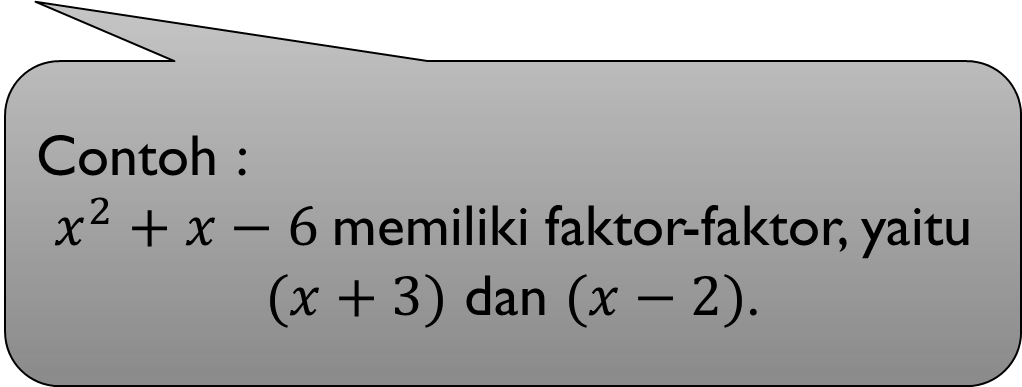 Contoh :
x² + x − 6 memiliki faktor-faktor, yaitu
(x + 3) dan (x − 2).